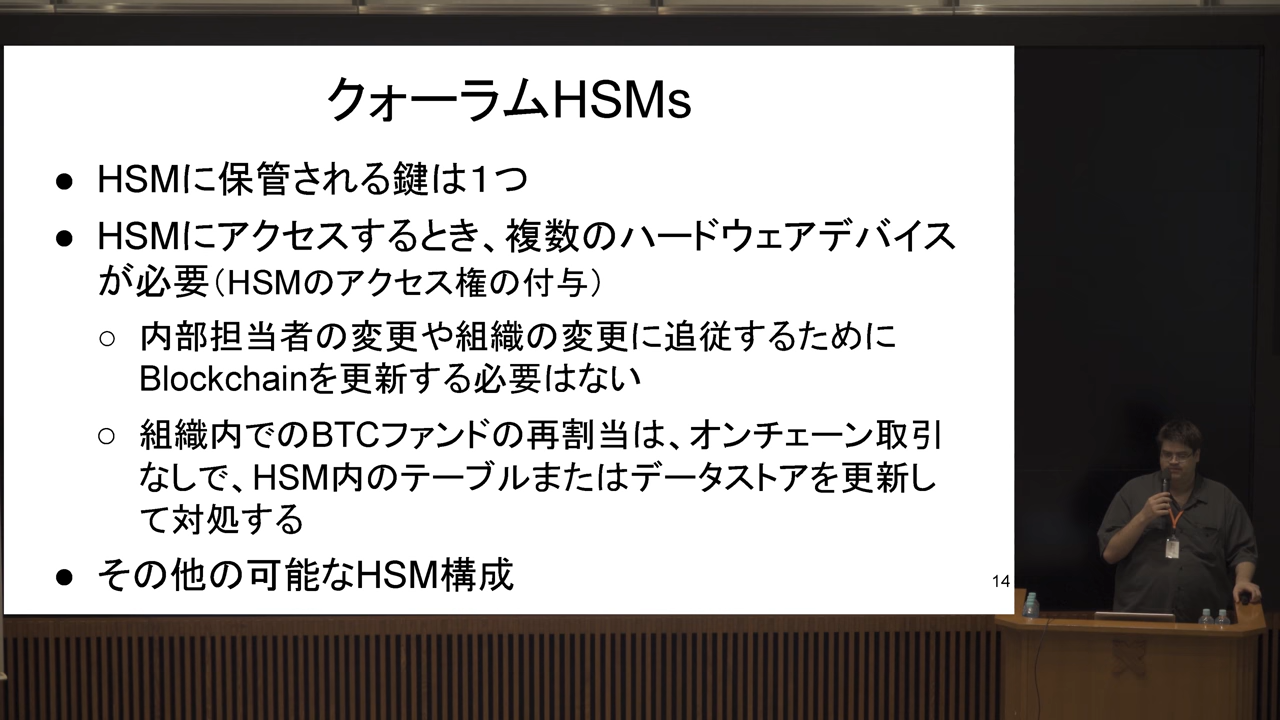 クォーラムHSMs
● HSMに保管される鍵は１つ
● HSMにアクセスするとき、複数のハードウェアデバイス
が必要（HSMのアクセス権の付与）
○ 内部担当者の変更や組織の変更に追従するために
Blockchainを更新する必要はない
○ 組織内でのBTCファンドの再割当は、オンチェーン取引
なしで、HSM内のテーブルまたはデータストアを更新し
て対処する
● その他の可能なHSM構成
14